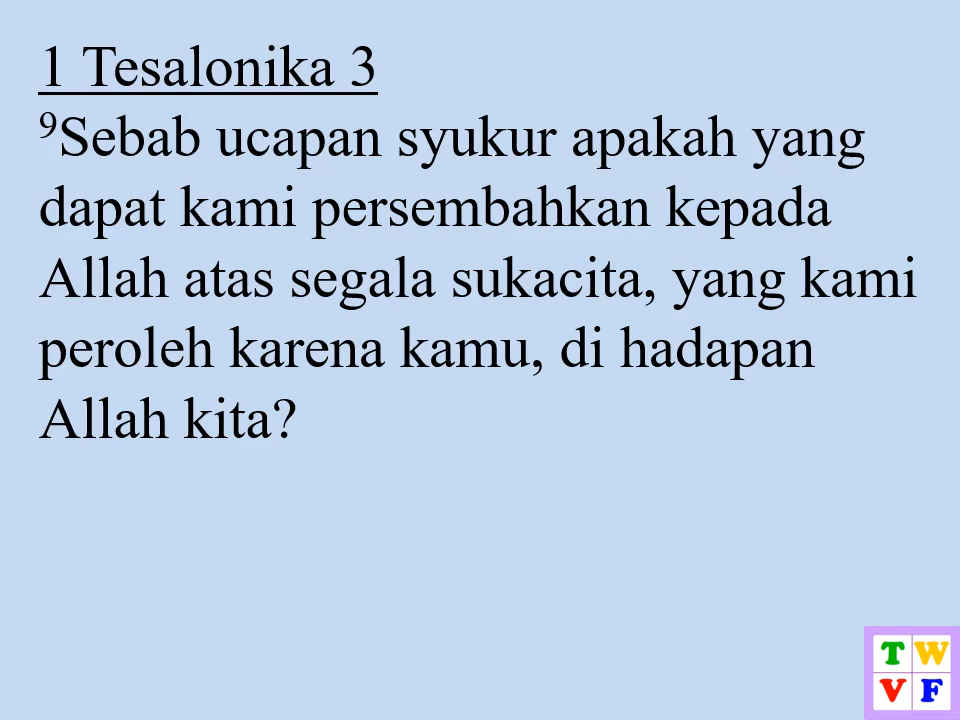 1 Tesalonika 3
⁹Sebab ucapan syukur apakah yang
dapat kami persembahkan kepada
Allah atas segala sukacita, yang kami
peroleh karena kamu, di hadapan
Allah kita?
T W
V F